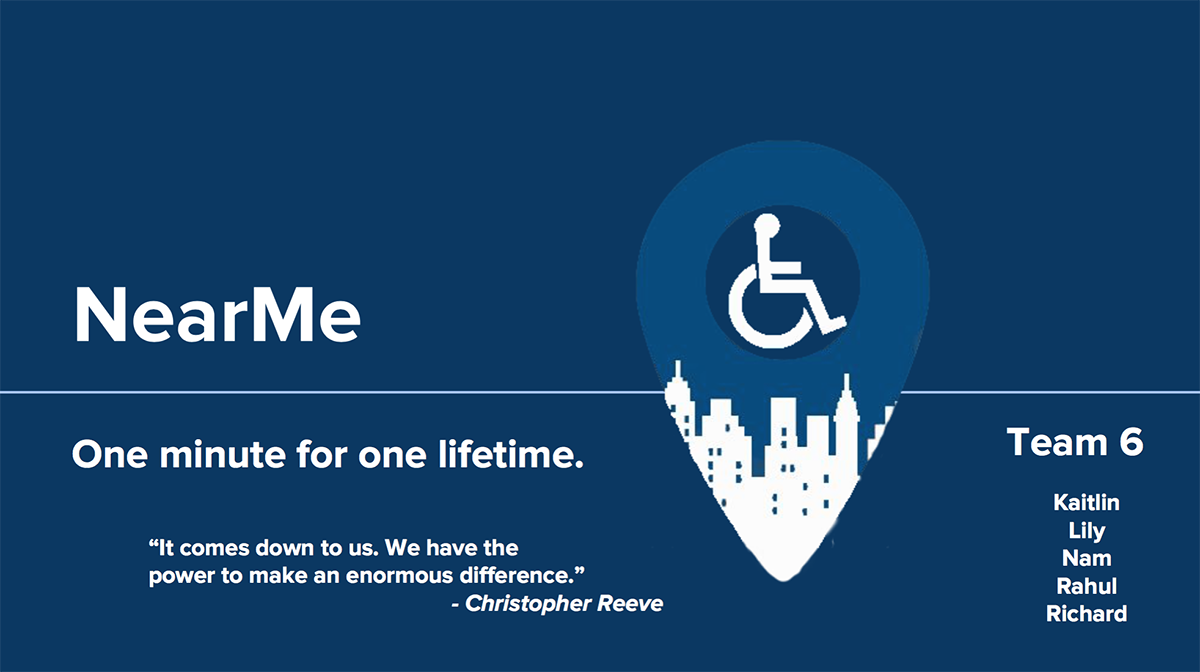 NearMe
One minute for one lifetime.
“It comes down to us. We have the
power to make an enormous difference.”
- Christopher Reeve
Team 6
Kaitlin
Lily
Nam
Rahul
Richard